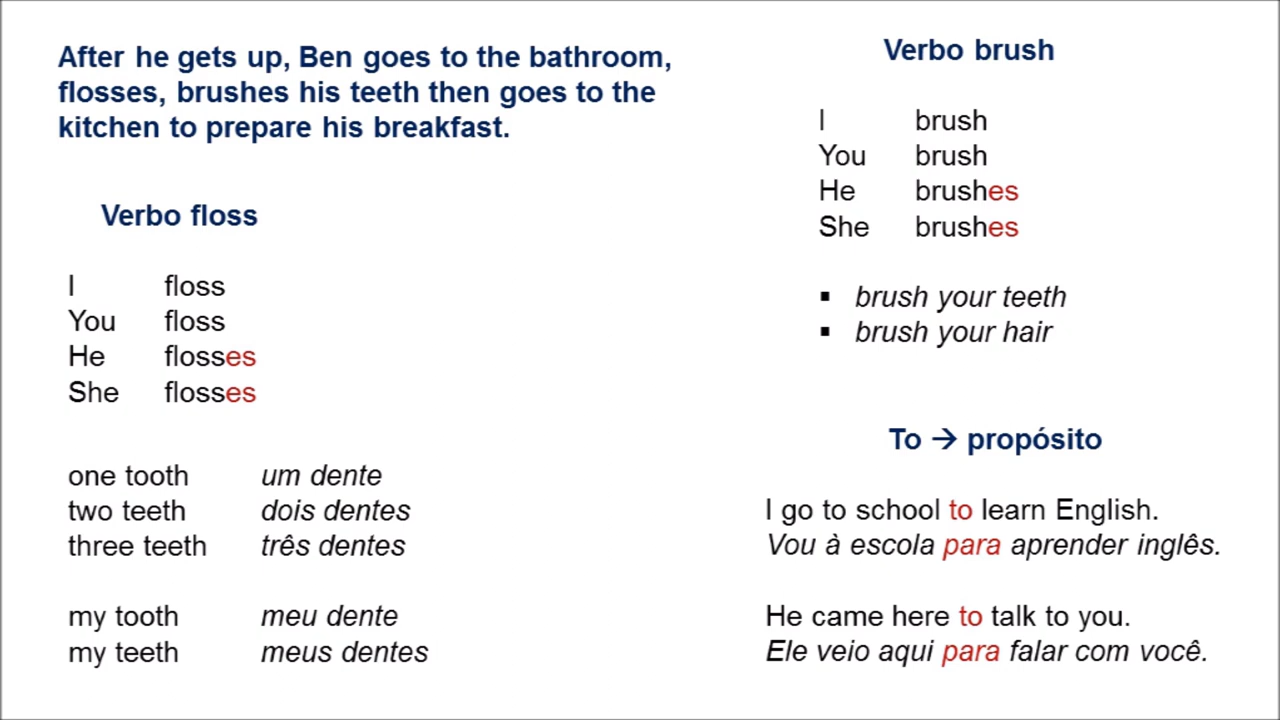 After he gets up, Ben goes to the bathroom,
flosses, brushes his teeth then goes to the
kitchen to prepare his breakfast.
Verbo floss
I floss
You floss
He flosses
She flosses
one tooth um dente
two teeth dois dentes
three teeth três dentes
my tooth meu dente
my teeth meus dentes
Verbo brush
I brush
You brush
He brushes
She brushes
▪ brush your teeth
▪ brush your hair
To → propósito
I go to school to learn English.
Vou à escola para aprender inglês.
He came here to talk to you.
Ele veio aqui para falar com você.